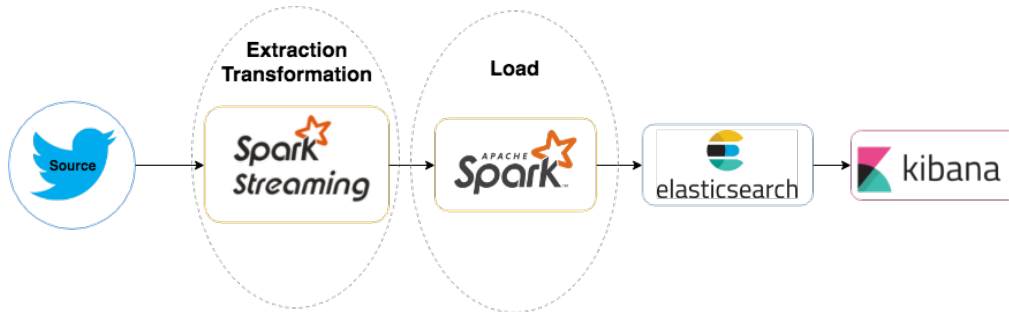 Extraction
Transformation
Load
Source
Spark
Streaming
APACHE
Spark
elasticsearch
kibana